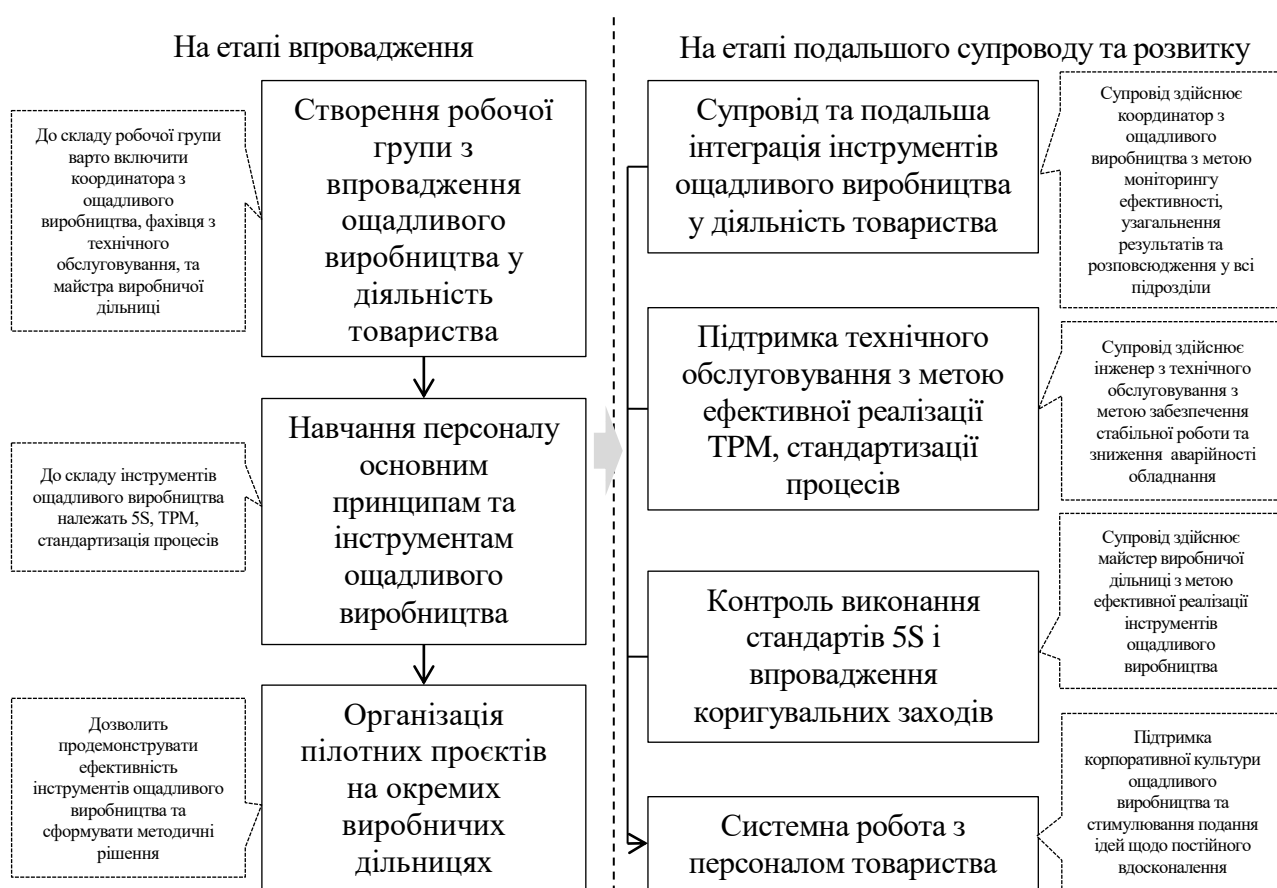 На етапі впровадження
До складу робочої групи
варто включити
координатора з
ощадливого
виробництва, фахівця з
технічного
обслуговування, та
майстра виробничої
дільниці
Створення робочої
групи з
впровадження
ощадливого
виробництва у
діяльність
товариства
До складу інструментів
ощадливого виробництва
належать 5S, TPM,
стандартизація процесів
Навчання персоналу
основним
принципам та
інструментам
ощадливого
виробництва
Дозволить
продемонструвати
ефективність
інструментів ощадливого
виробництва та
сформувати методичні
рішення
Організація
пілотних проєктів
на окремих
виробничих
дільницях
На етапі подальшого супроводу та розвитку
Супровід та подальша
інтеграція інструментів
ощадливого виробництва
у діяльність товариства
Супровід здійснює
координатор з
ощадливого
виробництва з метою
моніторингу
ефективності,
узагальнення
результатів та
розповсюдження у всі
підрозділи
Підтримка технічного
обслуговування з метою
ефективної реалізації
TPM, стандартизації
процесів
Супровід здійснює
інженер з технічного
обслуговування з
метою забезпечення
стабільної роботи та
зниження аварійності
обладнання
Контроль виконання
стандартів 5S і
впровадження
коригувальних заходів
Супровід здійснює
майстер виробничої
дільниці з метою
ефективної реалізації
інструментів
ощадливого
виробництва
Системна робота з
персоналом товариства
Підтримка
корпоративної культури
ощадливого
виробництва та
стимулювання подання
ідей щодо постійного
вдосконалення